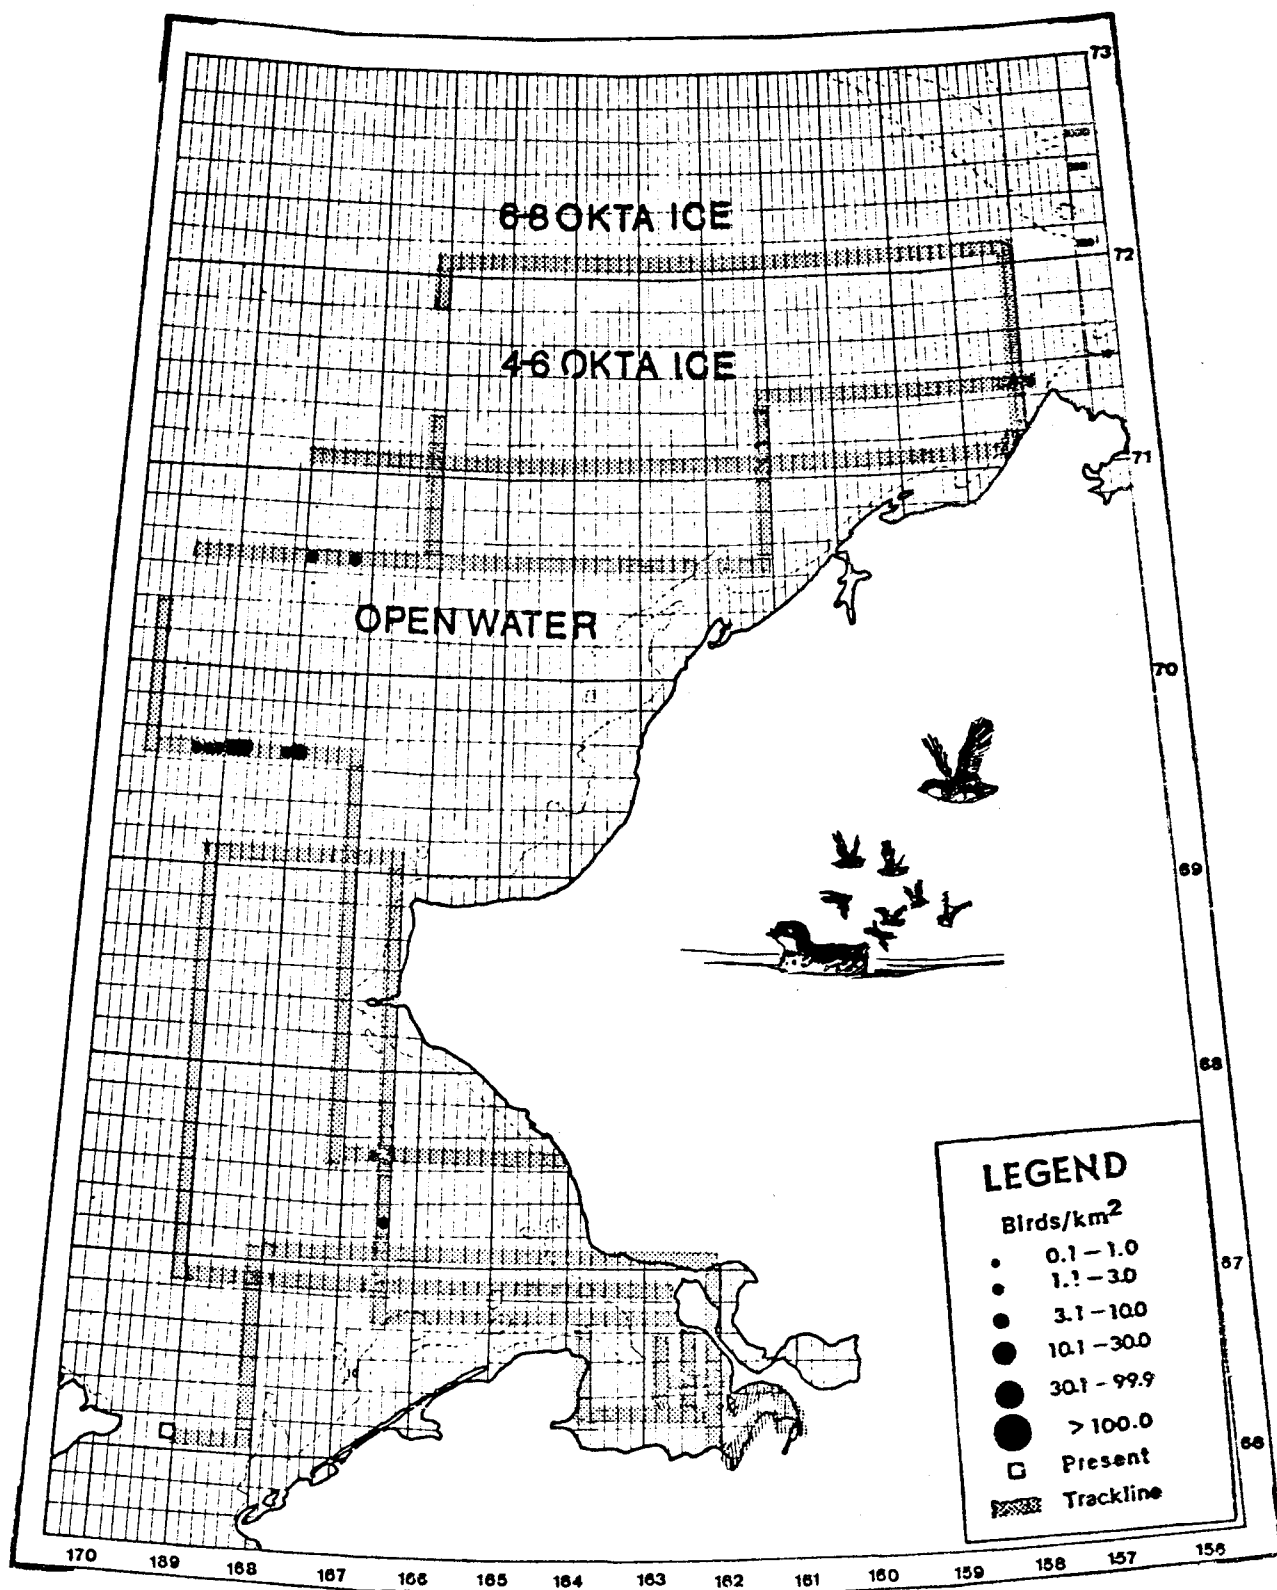 73
6-8 OKTA ICE
72
4-6 OKTA ICE
71
OPEN WATER
70
69
68
LEGEND
Birds/km2
0.1 - 1.0
1.1 - 3.0
67
3.1 - 10.0
10.1 - 30.0
30.1 - 99.9
> 100.0
66
Present
Trackline
170 189 168 167 166 165 164 163 162 161 160 159 158 157 156